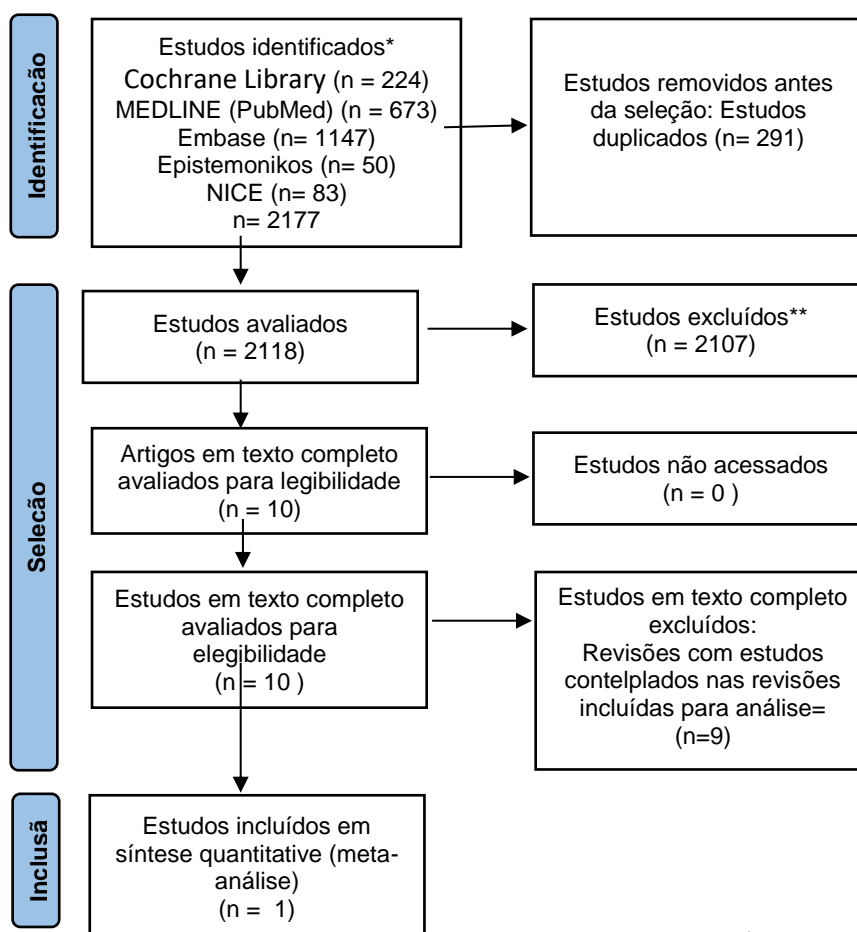 Identificacão
Estudos identificados*
Cochrane Library (n = 224)
MEDLINE (PubMed) (n = 673)
Embase (n= 1147)
Epistemonikos (n= 50)
NICE (n= 83)
n= 2177
Estudos removidos antes
da seleção: Estudos
duplicados (n= 291)
Selecão
Estudos avaliados
(n = 2118)
Estudos excluídos**
(n = 2107)
Artigos em texto completo
avaliados para legibilidade
(n = 10)
Estudos não acessados
(n = 0 )
Estudos em texto completo
avaliados para
elegibilidade
(n = 10 )
Estudos em texto completo
excluídos:
Revisões com estudos
contelplados nas revisões
incluídas para análise=
(n=9)
Inclusã
Estudos incluídos em
síntese quantitative (meta-
análise)
(n = 1)